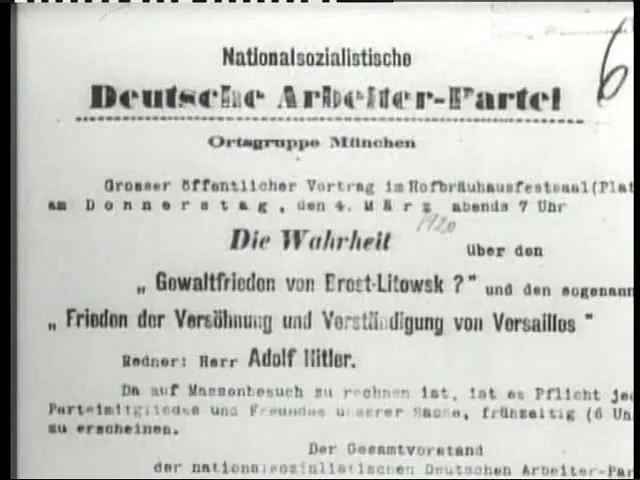 6
Nationalsozialistische
Deutsche Arbeiter-Partei
Ortsgruppe München
Grosser öffentlicher Vortrag im Hofbräuhausfestsaal (Plat
am Donnerstag, den 4. März abends 7 Uhr
1920
Die Wahrheit über den
„ Gewaltfrieden von Brest-Litowsk ?" und den sogenann
„ Frieden der Versöhnung und Verständigung von Versailles "
Redner: Herr Adolf Hitler.
Da auf Massenbesuch zu rechnen ist, ist es Pflicht je
Parteimitgliedes und Freundes unserer Sache, frühzeitig (6 Un
zu erscheinen.
Der Gesamtvorstand
der nationalsozialistischen Deutschen Arbeiter-Par